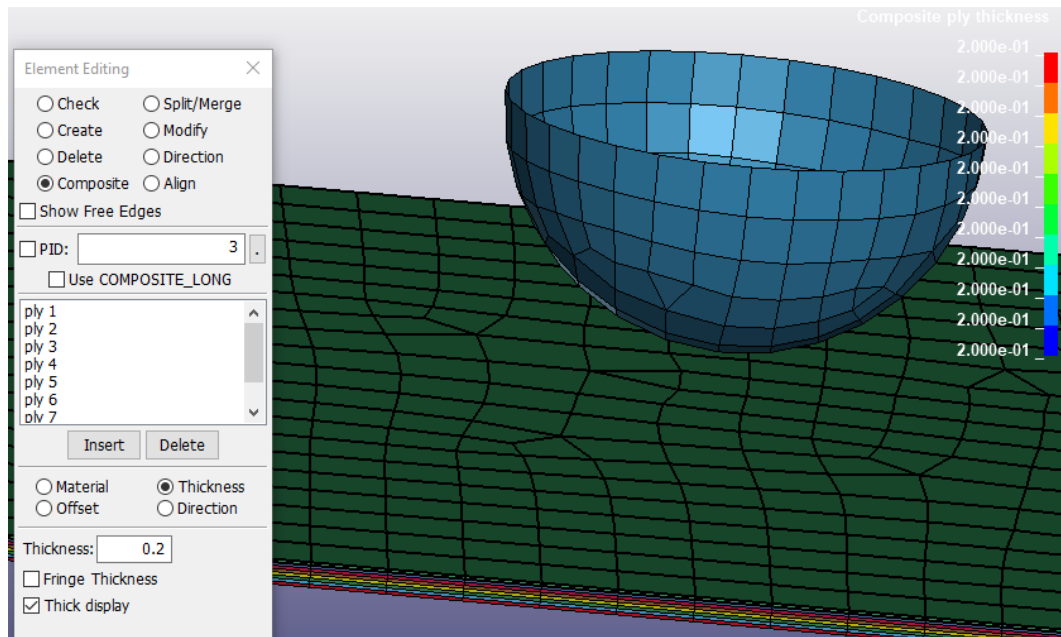 Composite ply thickness
2.000e-01
2.000e-01
2.000e-01
2.000e-01
2.000e-01
2.000e-01
2.000e-01
2.000e-01
2.000e-01
2.000e-01
2.000e-01
Element Editing
Check Split/Merge
Create Modify
Delete Direction
Composite Align
Show Free Edges
PID: 3 .
Use COMPOSITE_LONG
ply 1
ply 2
ply 3
ply 4
ply 5
ply 6
ply 7
Insert Delete
Material Thickness
Offset Direction
Thickness: 0.2
Fringe Thickness
Thick display